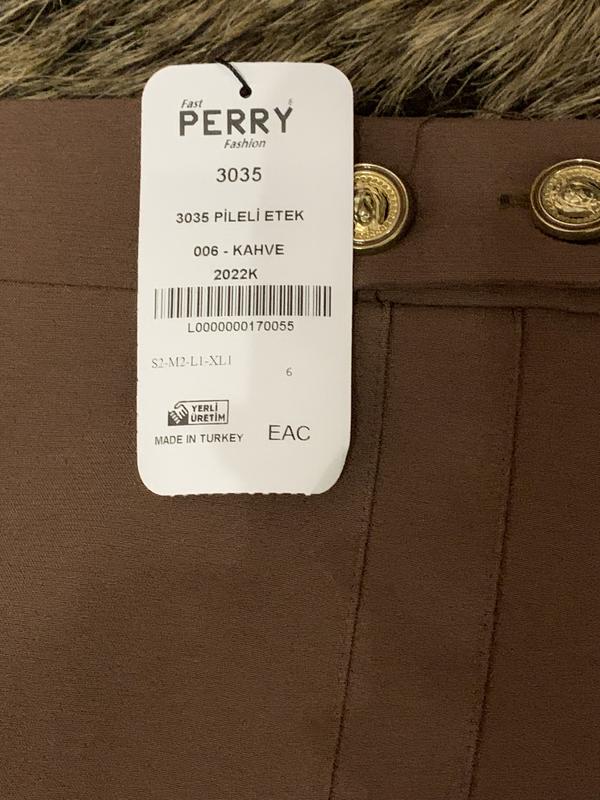 Fast
PERRY®
Fashion
3035
3035 PİLELİ ETEK
006 - KAHVE
2022K
L0000000170055
S2-M2-L1-XL1
6
YERLİ
ÜRETİM
MADE IN TURKEY
EAC